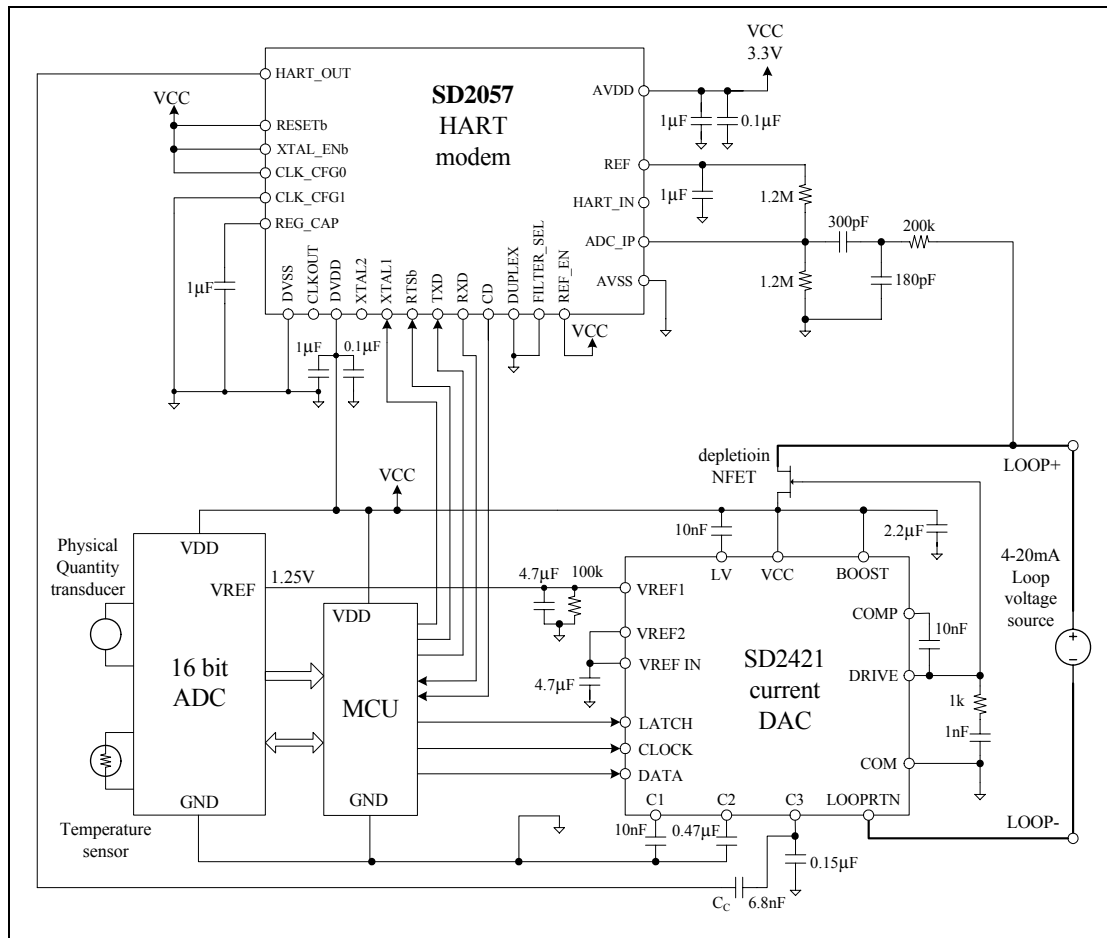 VCC
3.3V
HART_OUT
SD2057
HART
modem
AVDD
VCC
RESETb
1µF
0.1µF
XTAL_ENb
CLK_CFG0
REF
CLK_CFG1
1µF
1.2M
HART_IN
REG_CAP
300pF
200k
ADC_IP
1µF
DVSS
CLKOUT
DVDD
XTAL2
XTAL1
RTSb
TXD
RXD
CD
DUPLEX
FILTER_SEL
REF_EN
AVSS
1.2M
180pF
VCC
1µF
0.1µF
depletioin
NFET
LOOP+
VCC
VDD
10nF
2.2µF
Physical
Quantity
transducer
LV
VCC
BOOST
4-20mA
Loop
voltage
source
VREF
1.25V
4.7µF
100k
VREF1
COMP
VDD
10nF
VREF2
16 bit
ADC
VREF IN
SD2421
current
DAC
DRIVE
MCU
4.7µF
1k
LATCH
1nF
CLOCK
COM
DATA
GND
GND
C1
C2
C3
LOOPRTN
LOOP-
Temperature
sensor
10nF
0.47µF
0.15µF
CC
6.8nF